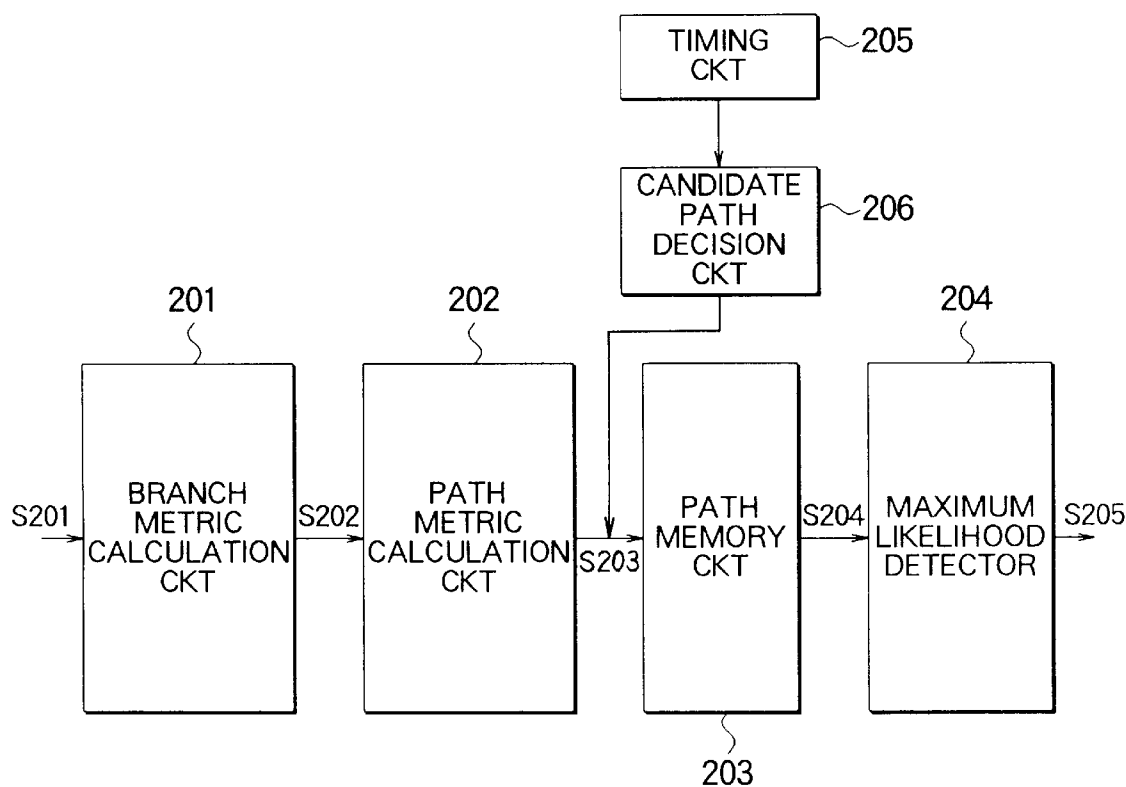 TIMING
CKT
205
CANDIDATE
PATH
DECISION
CKT
206
201
202
204
S201
BRANCH
METRIC
CALCULATION
CKT
S202
PATH
METRIC
CALCULATION
CKT
S203
PATH
MEMORY
CKT
S204
MAXIMUM
LIKELIHOOD
DETECTOR
S205
203